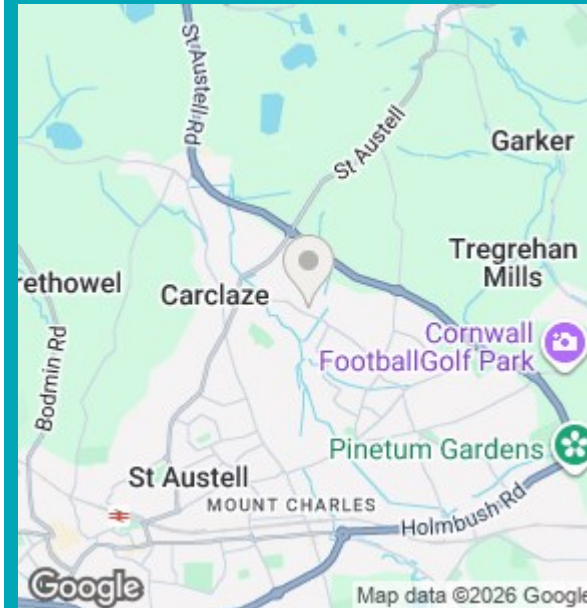 St Austell Rd
St Austell
Garker
Tregrehan
Mills
rethowel
Carclaze
Cornwall
FootballGolf Park
Bodmin Rd
Pinetum Gardens
St Austell
MOUNT CHARLES
Holmbush Rd
Google
Map data ©2026 Google